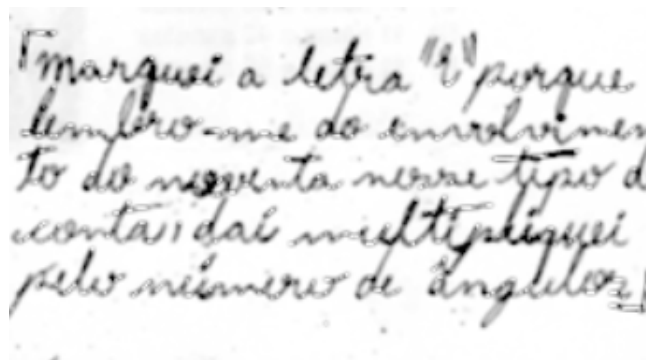 ⌈marquei a letra "E" porque
lembro-me do envolvimen
to do noventa nesse tipo d
conta, daí multipliquei
pelo número de ângulos⌋